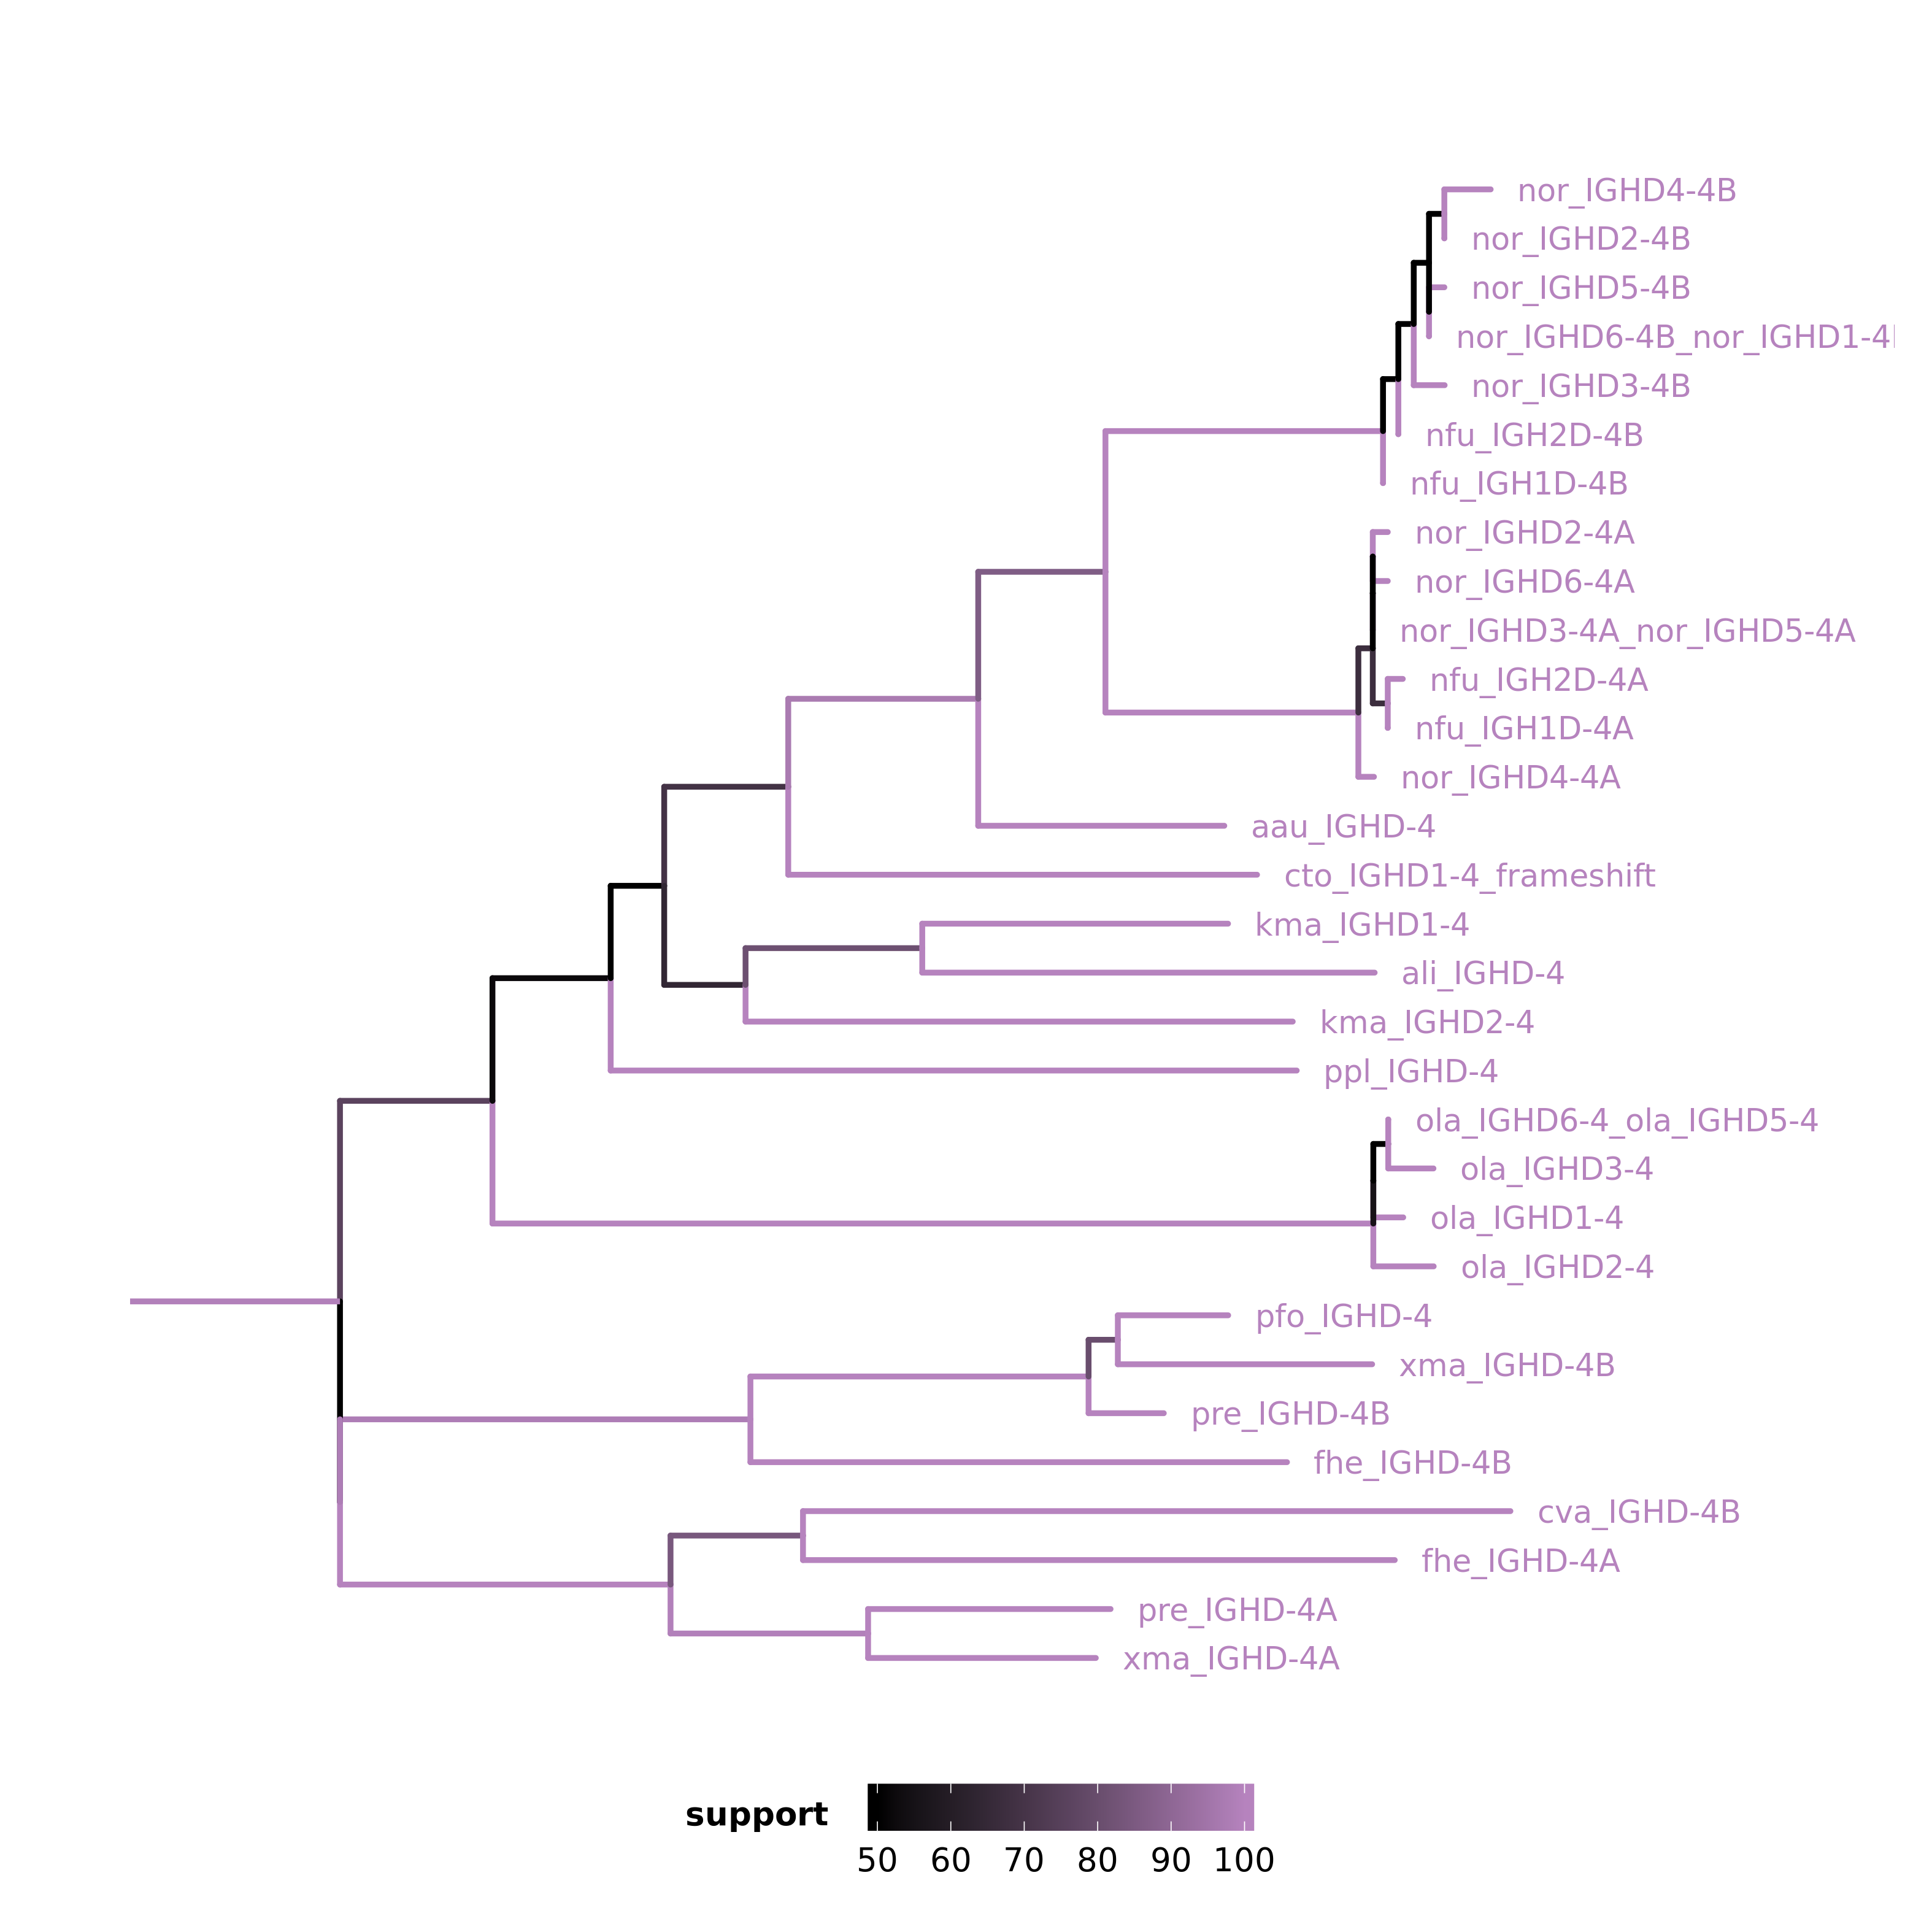 nor_IGHD4-4B
nor_IGHD2-4B
nor_IGHD5-4B
nor_IGHD6-4B_nor_IGHD1-4
nor_IGHD3-4B
nfu_IGH2D-4B
nfu_IGH1D-4B
nor_IGHD2-4A
nor_IGHD6-4A
nor_IGHD3-4A_nor_IGHD5-4A
nfu_IGH2D-4A
nfu_IGH1D-4A
nor_IGHD4-4A
aau_IGHD-4
cto_IGHD1-4_frameshift
kma_IGHD1-4
ali_IGHD-4
kma_IGHD2-4
ppl_IGHD-4
ola_IGHD6-4_ola_IGHD5-4
ola_IGHD3-4
ola_IGHD1-4
ola_IGHD2-4
pfo_IGHD-4
xma_IGHD-4B
pre_IGHD-4B
fhe_IGHD-4B
cva_IGHD-4B
fhe_IGHD-4A
pre_IGHD-4A
xma_IGHD-4A
support
50 60 70 80 90 100